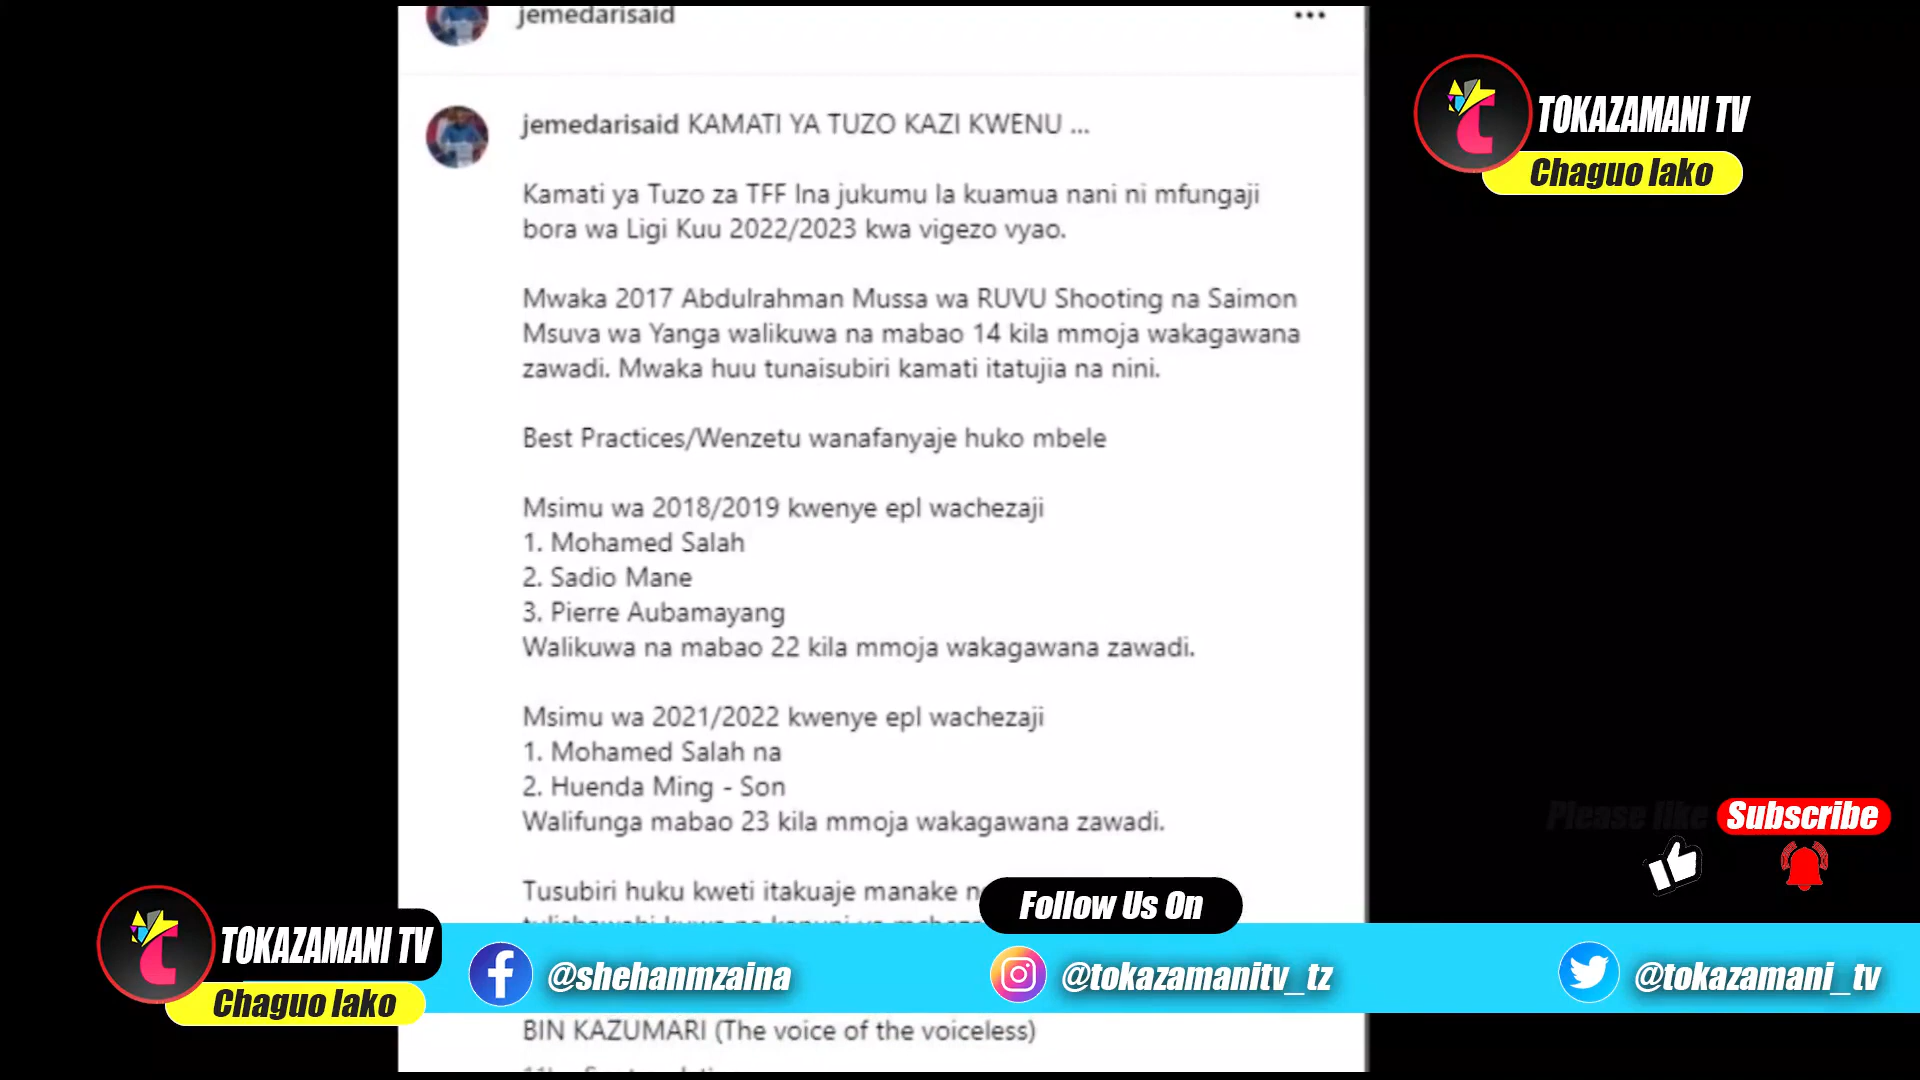 jemedarisaid
jemedarisaid KAMATI YA TUZO KAZI KWENU ...
Kamati ya Tuzo za TFF Ina jukumu la kuamua nani ni mfungaji
bora wa Ligi Kuu 2022/2023 kwa vigezo vyao.
Mwaka 2017 Abdulrahman Mussa wa RUVU Shooting na Saimon
Msuva wa Yanga walikuwa na mabao 14 kila mmoja wakagawana
zawadi. Mwaka huu tunaisubiri kamati itatujia na nini.
Best Practices/Wenzetu wanafanyaje huko mbele
Msimu wa 2018/2019 kwenye epl wachezaji
1. Mohamed Salah
2. Sadio Mane
3. Pierre Aubamayang
Walikuwa na mabao 22 kila mmoja wakagawana zawadi.
Msimu wa 2021/2022 kwenye epl wachezaji
1. Mohamed Salah na
2. Huenda Ming - Son
Walifunga mabao 23 kila mmoja wakagawana zawadi.
Tusubiri huku kweti itakuaje manake
BIN KAZUMARI (The voice of the voiceless)
TOKAZAMANI TV
Chaguo lako
Please like
Subscribe
Follow Us On
TOKAZAMANI TV
Chaguo lako
@shehanmzaina
@tokazamanitv_tz
@tokazamani_tv